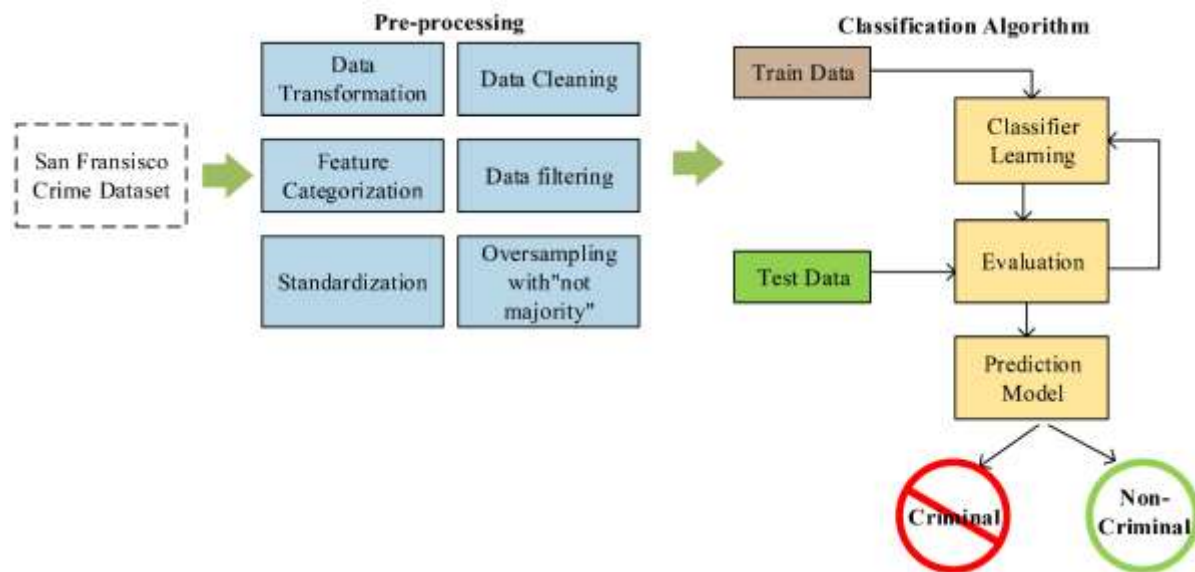 Pre-processing
Classification Algorithm
San Fransisco
Crime Dataset
Data
Transformation
Data Cleaning
Feature
Categorization
Data filtering
Standardization
Oversampling
with"not
majority"
Train Data
Classifier
Learning
Test Data
Evaluation
Prediction
Model
Criminal
Non-
Criminal